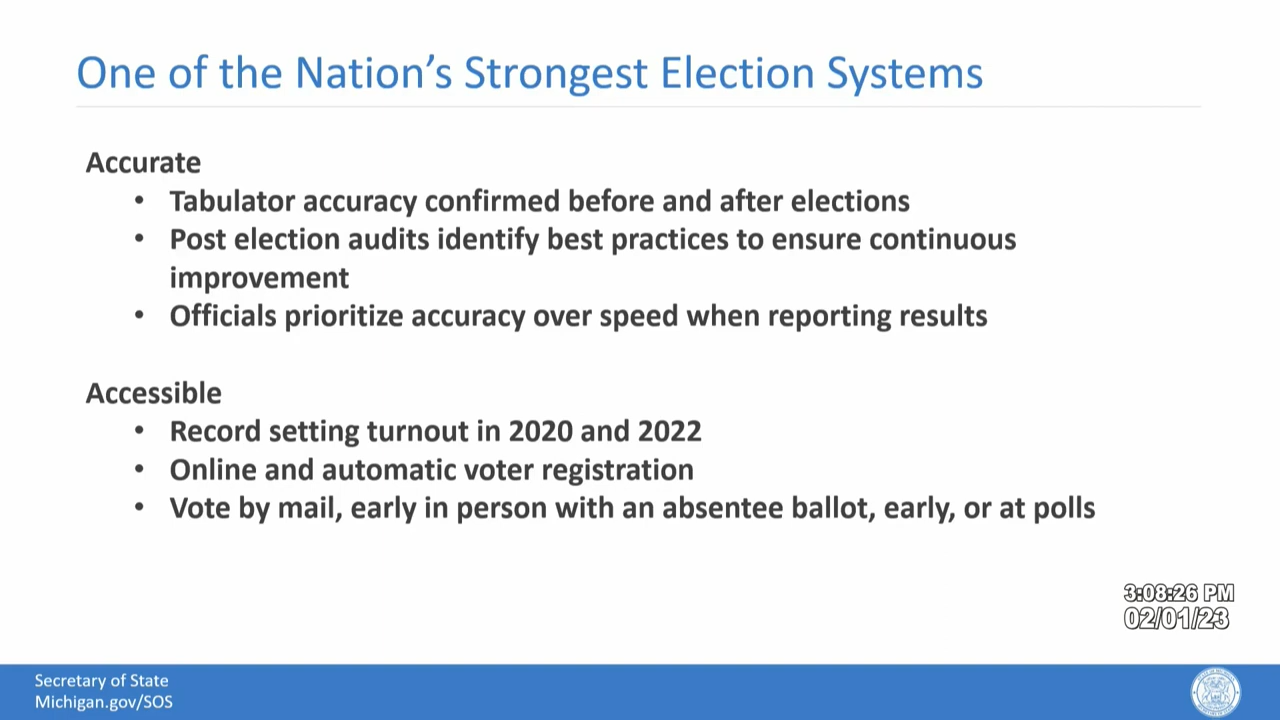 One of the Nation’s Strongest Election Systems
Accurate
• Tabulator accuracy confirmed before and after elections
• Post election audits identify best practices to ensure continuous
improvement
• Officials prioritize accuracy over speed when reporting results
Accessible
• Record setting turnout in 2020 and 2022
• Online and automatic voter registration
• Vote by mail, early in person with an absentee ballot, early, or at polls
3:08:26 PM
02/01/23
Secretary of State
Michigan.gov/SOS